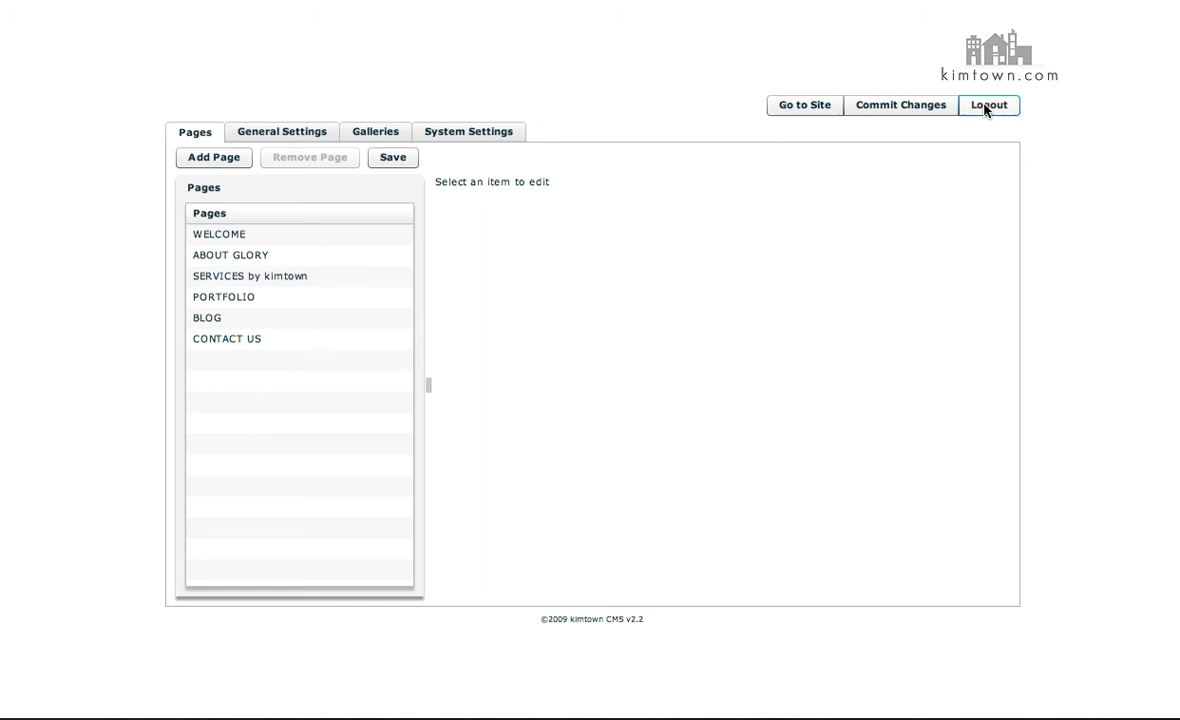 kimtown.com
Go to Site
Commit Changes
Logout
Pages
General Settings
Galleries
System Settings
Add Page
Remove Page
Save
Pages
Select an item to edit
Pages
WELCOME
ABOUT GLORY
SERVICES by kimtown
PORTFOLIO
BLOG
CONTACT US
©2009 kimtown CMS v2.2